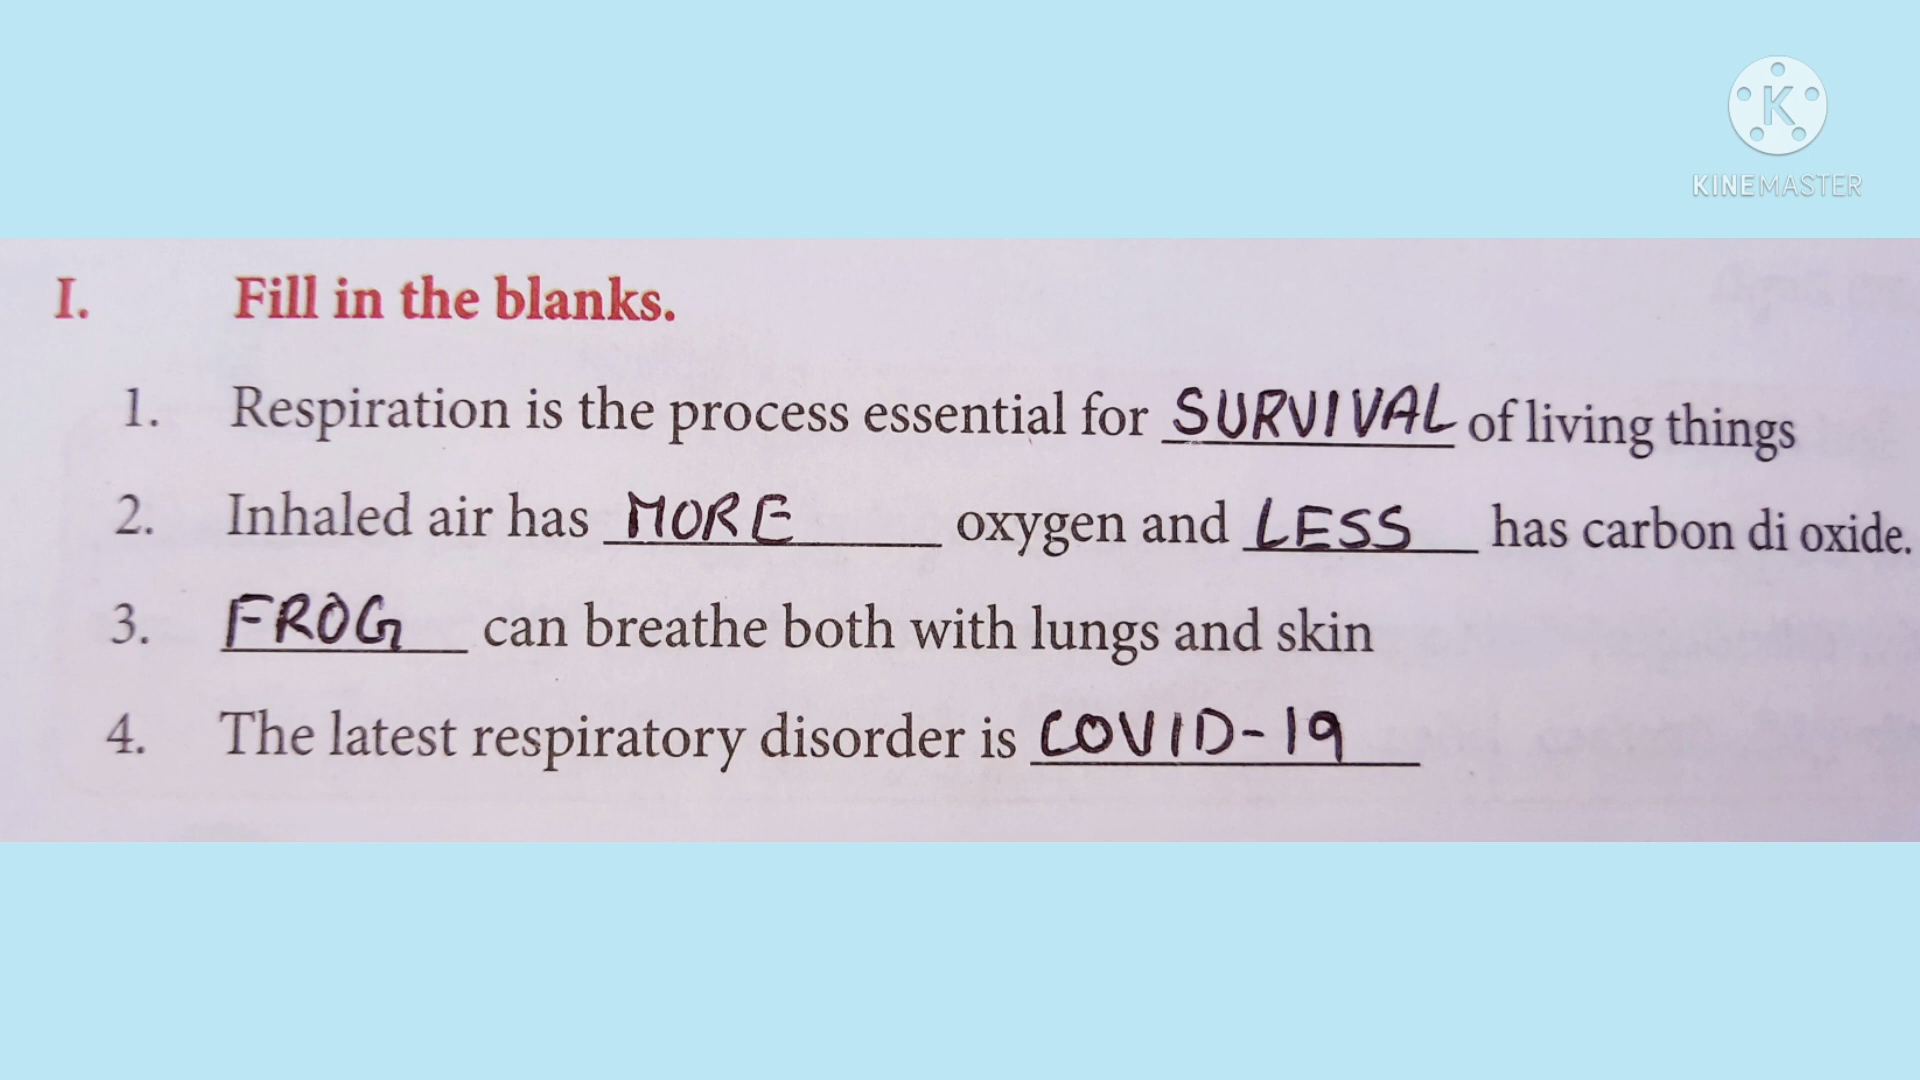 KINEMASTER
I. Fill in the blanks.
1. Respiration is the process essential for SURVIVAL of living things
2. Inhaled air has MORE oxygen and LESS has carbon di oxide.
3. FROG can breathe both with lungs and skin
4. The latest respiratory disorder is COVID-19